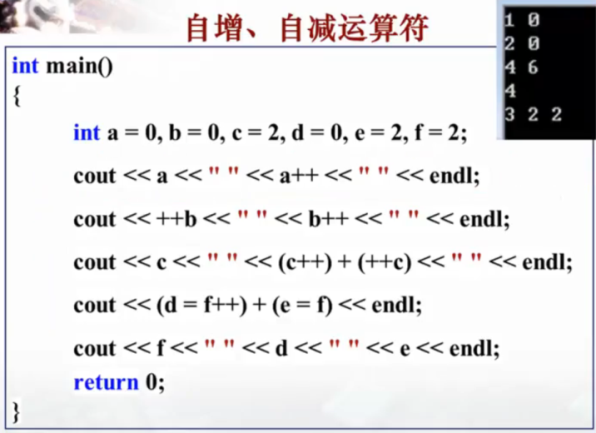 自增、自减运算符
1 0
2 0
4 6
4
3 2 2
int main()
{
int a = 0, b = 0, c = 2, d = 0, e = 2, f = 2;
cout << a << " " << a++ << " " << endl;
cout << ++b << " " << b++ << " " << endl;
cout << c << " " << (c++) + (++c) << " " << endl;
cout << (d = f++) + (e = f) << endl;
cout << f << " " << d << " " << e << endl;
return 0;
}